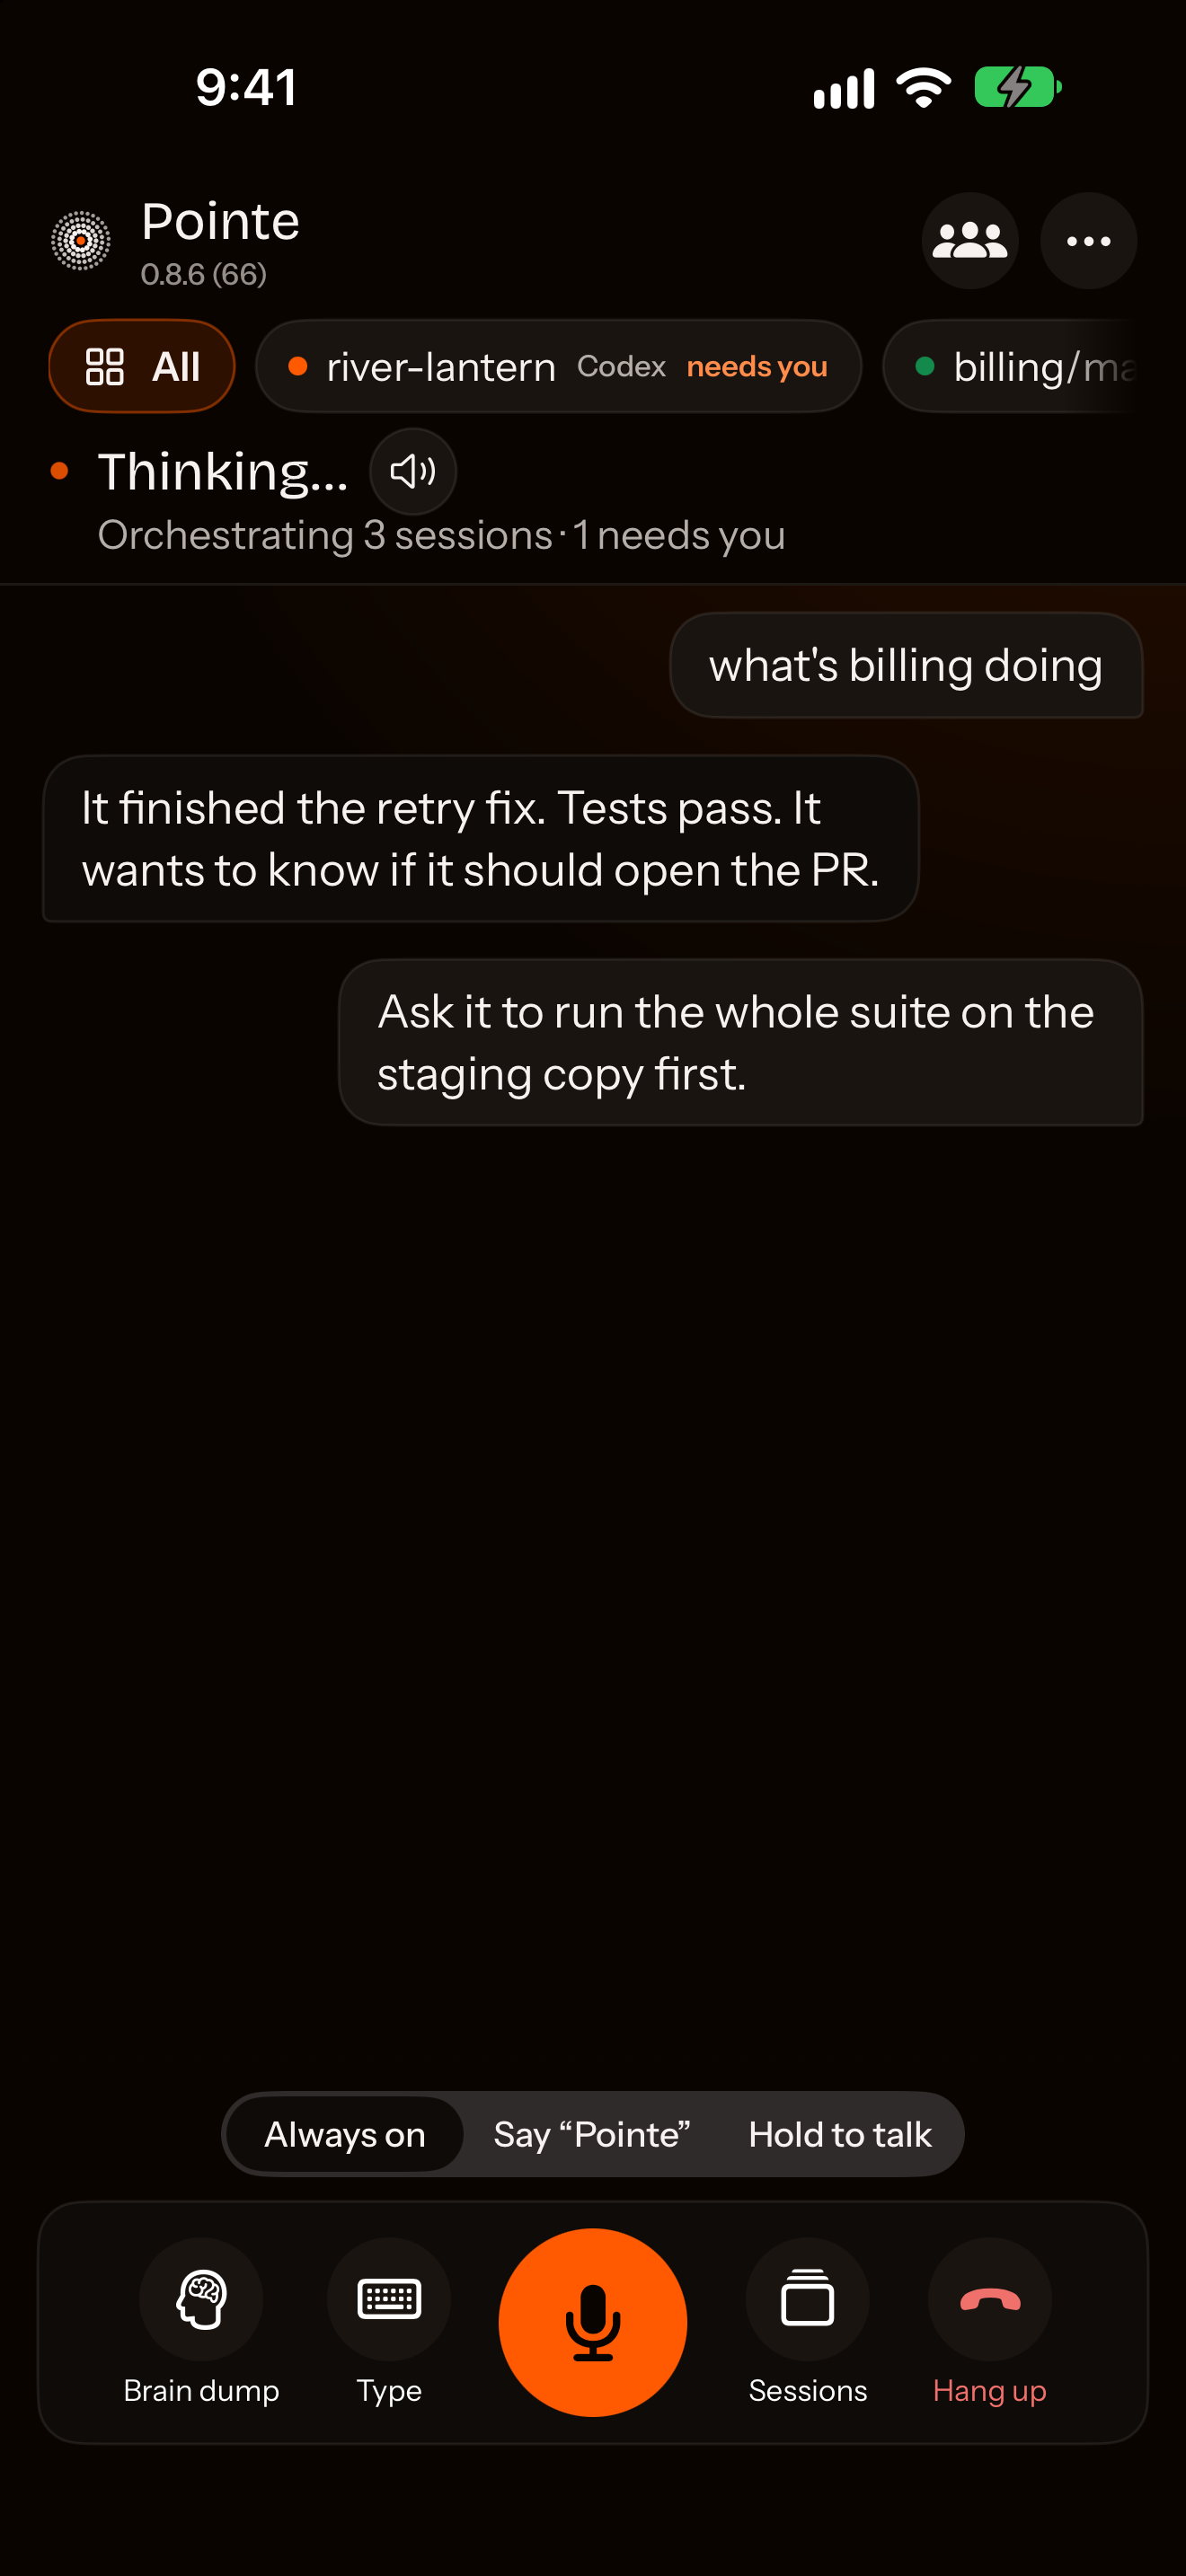 9:41
Pointe
0.8.6 (66)
All
river-lantern Codex needs you
billing/ma
Thinking...
Orchestrating 3 sessions · 1 needs you
what's billing doing
It finished the retry fix. Tests pass. It
wants to know if it should open the PR.
Ask it to run the whole suite on the
staging copy first.
Always on
Say “Pointe”
Hold to talk
Brain dump
Type
Sessions
Hang up